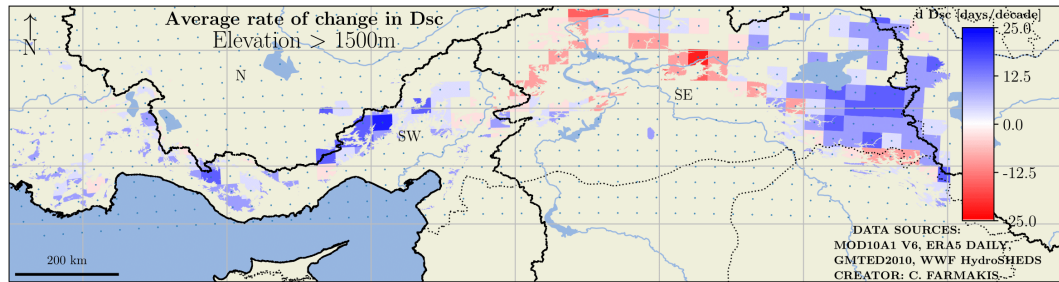 Average rate of change in Dsc
Elevation > 1500m
N
N
SW
SE
d Dsc [days/decade]
25.0
12.5
0.0
-12.5
-25.0
200 km
DATA SOURCES:
MOD10A1 V6, ERA5 DAILY,
GMTED2010, WWF HydroSHEDS
CREATOR: C. FARMAKIS